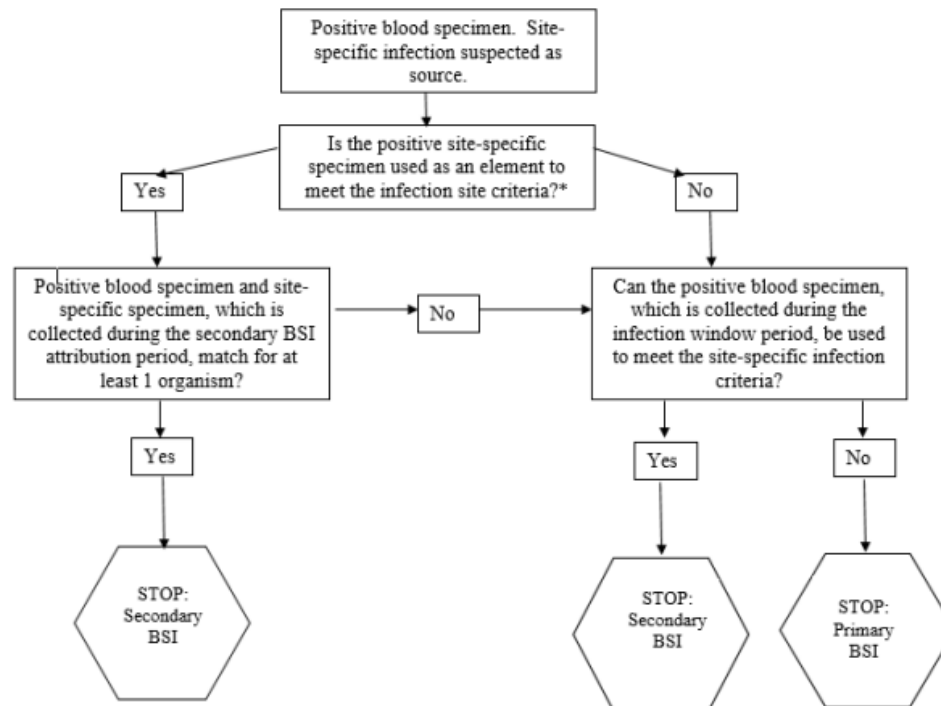 Positive blood specimen.  Site-
specific infection suspected as
source.
Is the positive site-specific
specimen used as an element to
meet the infection site criteria?*
Yes
No
Positive blood specimen and site-
specific specimen, which is
collected during the secondary BSI
attribution period, match for at
least 1 organism?
No
Can the positive blood specimen,
which is collected during the
infection window period, be used
to meet the site-specific infection
criteria?
Yes
Yes
No
STOP:
Secondary
BSI
STOP:
Secondary
BSI
STOP:
Primary
BSI